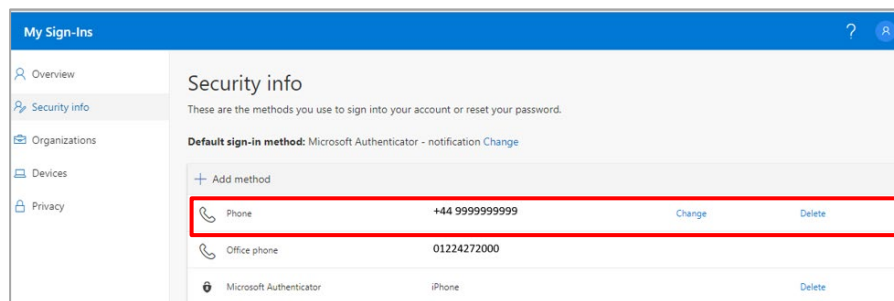 My Sign-Ins ?
Overview
Security info
Organizations
Devices
Privacy
Security info
These are the methods you use to sign into your account or reset your password.
Default sign-in method: Microsoft Authenticator - notification Change
+ Add method
Phone +44 9999999999 Change Delete
Office phone 01224272000
Microsoft Authenticator iPhone Delete